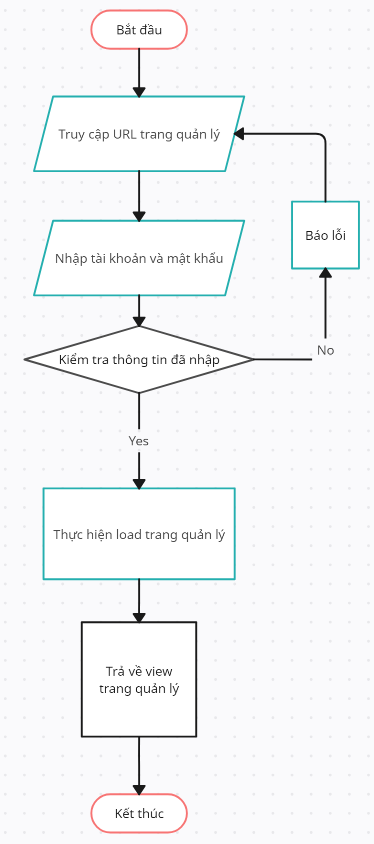 Bắt đầu
Truy cập URL trang quản lý
Nhập tài khoản và mật khẩu
Báo lỗi
Kiểm tra thông tin đã nhập
No
Yes
Thực hiện load trang quản lý
Trả về view
trang quản lý
Kết thúc